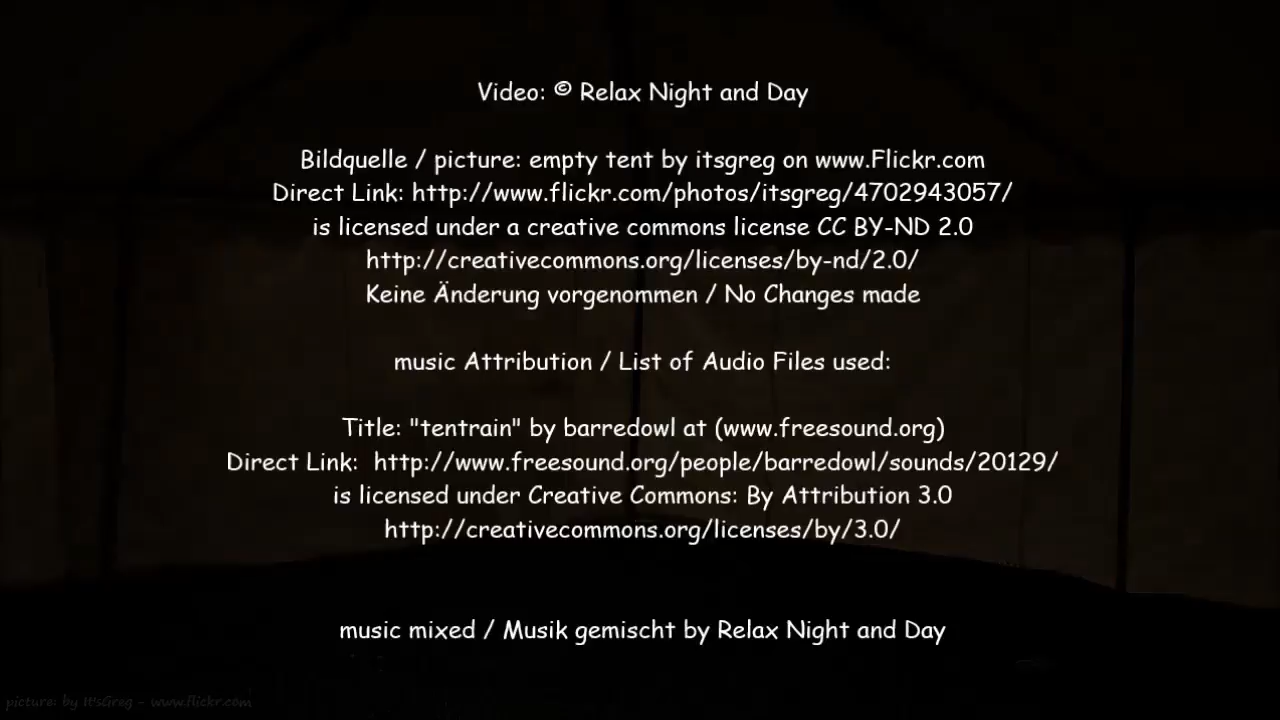 Video: © Relax Night and Day
Bildquelle / picture: empty tent by itsgreg on www.Flickr.com
Direct Link: http://www.flickr.com/photos/itsgreg/4702943057/
is licensed under a creative commons license CC BY-ND 2.0
http://creativecommons.org/licenses/by-nd/2.0/
Keine Änderung vorgenommen / No Changes made
music Attribution / List of Audio Files used:
Title: "tentrain" by barredowl at (www.freesound.org)
Direct Link:  http://www.freesound.org/people/barredowl/sounds/20129/
is licensed under Creative Commons: By Attribution 3.0
http://creativecommons.org/licenses/by/3.0/
music mixed / Musik gemischt by Relax Night and Day
picture: by It'sGreg - www.flickr.com